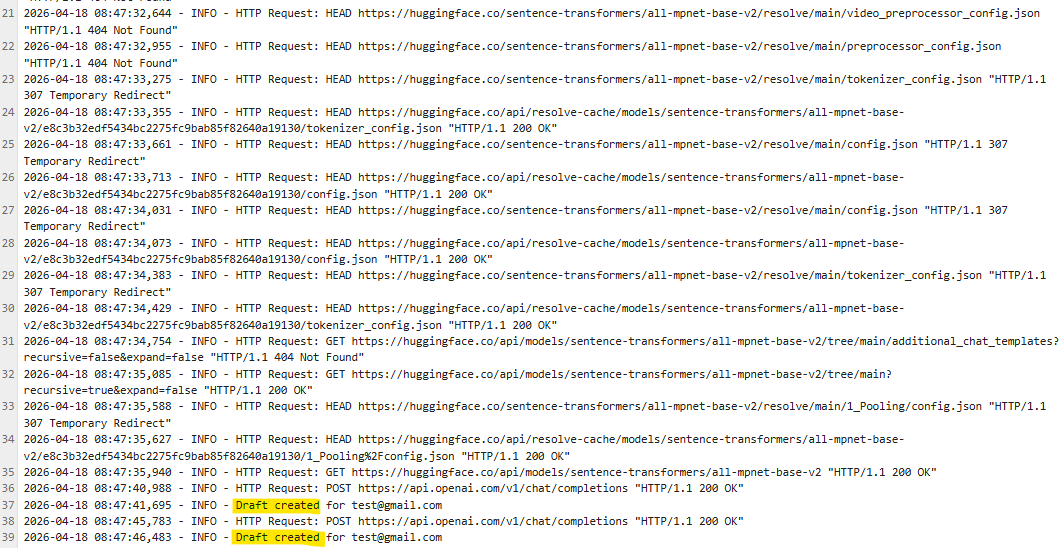 21 2026-04-18 08:47:32,644 - INFO - HTTP Request: HEAD https://huggingface.co/sentence-transformers/all-mpnet-base-v2/resolve/main/video_preprocessor_config.json
"HTTP/1.1 404 Not Found"
22 2026-04-18 08:47:32,955 - INFO - HTTP Request: HEAD https://huggingface.co/sentence-transformers/all-mpnet-base-v2/resolve/main/preprocessor_config.json
"HTTP/1.1 404 Not Found"
23 2026-04-18 08:47:33,275 - INFO - HTTP Request: HEAD https://huggingface.co/sentence-transformers/all-mpnet-base-v2/resolve/main/tokenizer_config.json "HTTP/1.1
307 Temporary Redirect"
24 2026-04-18 08:47:33,355 - INFO - HTTP Request: HEAD https://huggingface.co/api/resolve-cache/models/sentence-transformers/all-mpnet-base-
v2/e8c3b32edf5434bc2275fc9bab85f82640a19130/tokenizer_config.json "HTTP/1.1 200 OK"
25 2026-04-18 08:47:33,661 - INFO - HTTP Request: HEAD https://huggingface.co/sentence-transformers/all-mpnet-base-v2/resolve/main/config.json "HTTP/1.1 307
Temporary Redirect"
26 2026-04-18 08:47:33,713 - INFO - HTTP Request: HEAD https://huggingface.co/api/resolve-cache/models/sentence-transformers/all-mpnet-base-
v2/e8c3b32edf5434bc2275fc9bab85f82640a19130/config.json "HTTP/1.1 200 OK"
27 2026-04-18 08:47:34,031 - INFO - HTTP Request: HEAD https://huggingface.co/sentence-transformers/all-mpnet-base-v2/resolve/main/config.json "HTTP/1.1 307
Temporary Redirect"
28 2026-04-18 08:47:34,073 - INFO - HTTP Request: HEAD https://huggingface.co/api/resolve-cache/models/sentence-transformers/all-mpnet-base-
v2/e8c3b32edf5434bc2275fc9bab85f82640a19130/config.json "HTTP/1.1 200 OK"
29 2026-04-18 08:47:34,383 - INFO - HTTP Request: HEAD https://huggingface.co/sentence-transformers/all-mpnet-base-v2/resolve/main/tokenizer_config.json "HTTP/1.1
307 Temporary Redirect"
30 2026-04-18 08:47:34,429 - INFO - HTTP Request: HEAD https://huggingface.co/api/resolve-cache/models/sentence-transformers/all-mpnet-base-
v2/e8c3b32edf5434bc2275fc9bab85f82640a19130/tokenizer_config.json "HTTP/1.1 200 OK"
31 2026-04-18 08:47:34,754 - INFO - HTTP Request: GET https://huggingface.co/api/models/sentence-transformers/all-mpnet-base-v2/tree/main/additional_chat_templates?
recursive=false&expand=false "HTTP/1.1 404 Not Found"
32 2026-04-18 08:47:35,085 - INFO - HTTP Request: GET https://huggingface.co/api/models/sentence-transformers/all-mpnet-base-v2/tree/main?
recursive=true&expand=false "HTTP/1.1 200 OK"
33 2026-04-18 08:47:35,588 - INFO - HTTP Request: HEAD https://huggingface.co/sentence-transformers/all-mpnet-base-v2/resolve/main/1_Pooling/config.json "HTTP/1.1
307 Temporary Redirect"
34 2026-04-18 08:47:35,627 - INFO - HTTP Request: HEAD https://huggingface.co/api/resolve-cache/models/sentence-transformers/all-mpnet-base-
v2/e8c3b32edf5434bc2275fc9bab85f82640a19130/1_Pooling%2Fconfig.json "HTTP/1.1 200 OK"
35 2026-04-18 08:47:35,940 - INFO - HTTP Request: GET https://huggingface.co/api/models/sentence-transformers/all-mpnet-base-v2 "HTTP/1.1 200 OK"
36 2026-04-18 08:47:40,988 - INFO - HTTP Request: POST https://api.openai.com/v1/chat/completions "HTTP/1.1 200 OK"
37 2026-04-18 08:47:41,695 - INFO - Draft created for test@gmail.com
38 2026-04-18 08:47:45,783 - INFO - HTTP Request: POST https://api.openai.com/v1/chat/completions "HTTP/1.1 200 OK"
39 2026-04-18 08:47:46,483 - INFO - Draft created for test@gmail.com